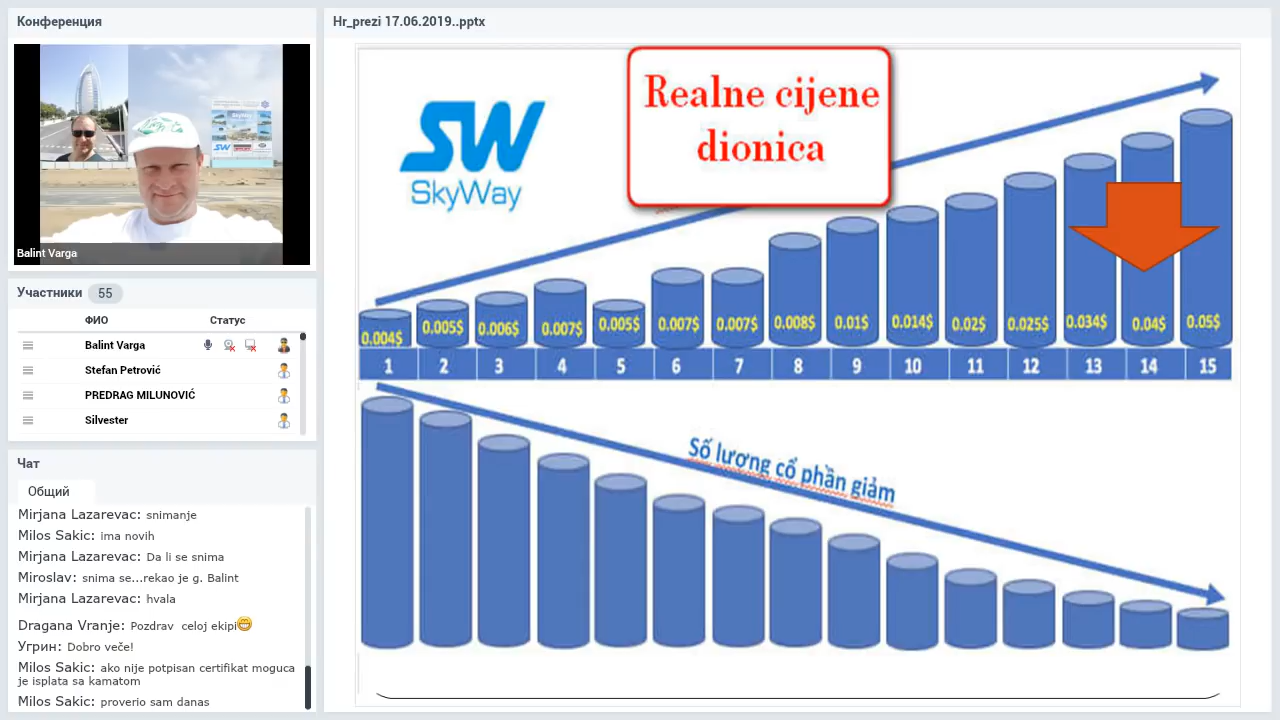 Конференция
Balint Varga
Участники 55
ФИО Статус
Balint Varga
Stefan Petrović
PREDRAG MILUNOVIĆ
Silvester
Чат
Общий
Mirjana Lazarevac: snimanje
Milos Sakic: ima novih
Mirjana Lazarevac: Da li se snima
Miroslav: snima se...rekao je g. Balint
Mirjana Lazarevac: hvala
Dragana Vranje: Pozdrav celoj ekipi
Угрин: Dobro veče!
Milos Sakic: ako nije potpisan certifikat moguca
je isplata sa kamatom
Milos Sakic: proverio sam danas
Hr_prezi 17.06.2019..pptx
SW
SkyWay
Realne cijene
dionica
0.004$ 0.005$ 0.006$ 0.007$ 0.005$ 0.007$ 0.007$ 0.008$ 0.01$ 0.014$ 0.02$ 0.025$ 0.034$ 0.04$ 0.05$
1 2 3 4 5 6 7 8 9 10 11 12 13 14 15
Số lượng cổ phần giảm